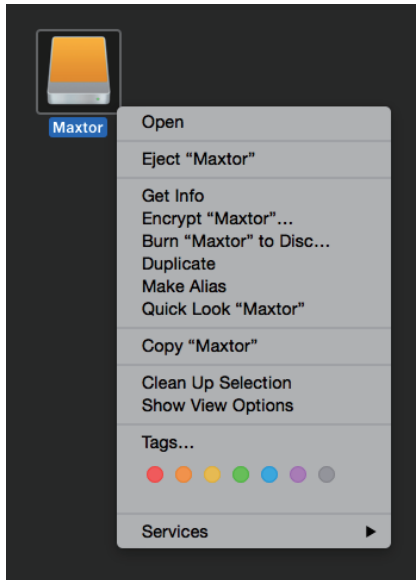 Maxtor
Open
Eject “Maxtor”
Get Info
Encrypt “Maxtor”...
Burn “Maxtor” to Disc...
Duplicate
Make Alias
Quick Look “Maxtor”
Copy “Maxtor”
Clean Up Selection
Show View Options
Tags...
Services